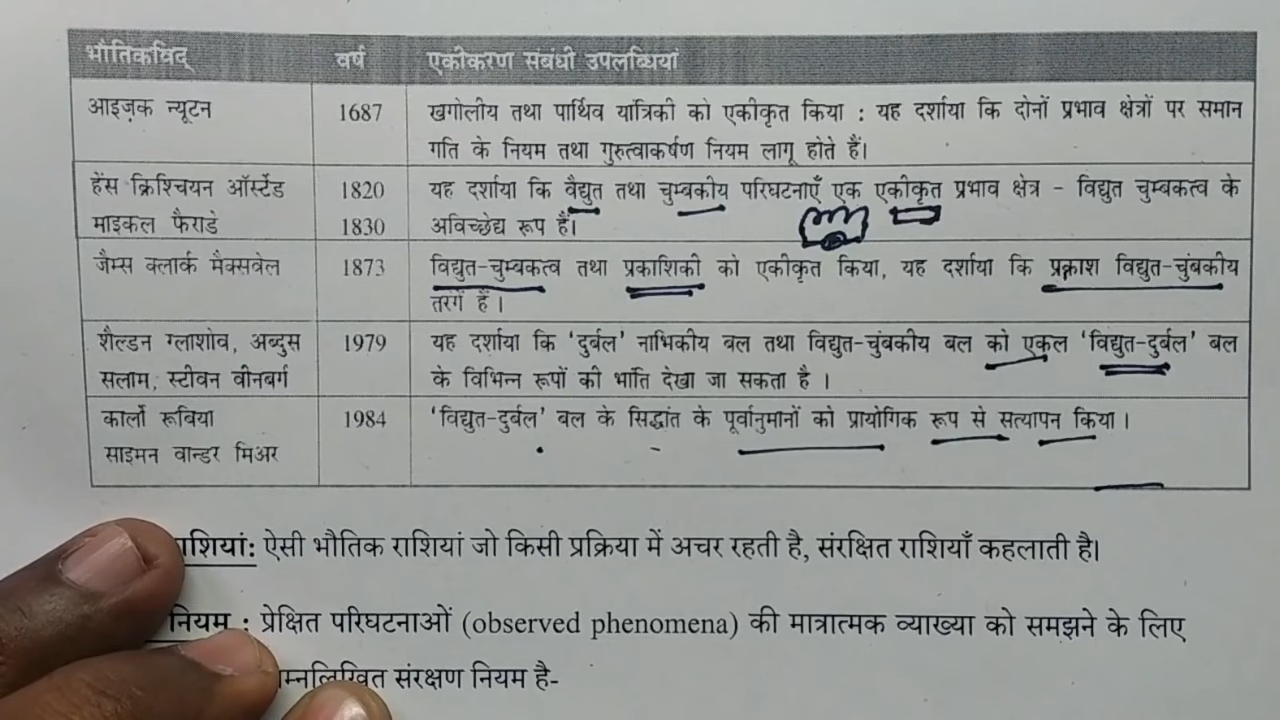 भौतिकविद् वर्ष एकीकरण संबंधी उपलब्धियां
आइज़क न्यूटन 1687 खगोलीय तथा पार्थिव यांत्रिकी को एकीकृत किया : यह दर्शाया कि दोनों प्रभाव क्षेत्रों पर समान
गति के नियम तथा गुरुत्वाकर्षण नियम लागू होते हैं।
हेंस क्रिश्चियन ऑर्स्टेड 1820 यह दर्शाया कि वैद्युत तथा चुम्बकीय परिघटनाएँ एक एकीकृत प्रभाव क्षेत्र - विद्युत चुम्बकत्व के
माइकल फैराडे 1830 अविच्छेद्य रूप हैं।
जैम्स क्लार्क मैक्सवेल 1873 विद्युत-चुम्बकत्व तथा प्रकाशिकी को एकीकृत किया, यह दर्शाया कि प्रकाश विद्युत-चुंबकीय
तरंगें हैं ।
शैल्डन ग्लाशोव, अब्दुस 1979 यह दर्शाया कि ‘दुर्बल’ नाभिकीय बल तथा विद्युत-चुंबकीय बल को एकल ‘विद्युत-दुर्बल’ बल
सलाम, स्टीवन वीनबर्ग के विभिन्न रूपों की भांति देखा जा सकता है ।
कार्लो रूबिया 1984 ‘विद्युत-दुर्बल’ बल के सिद्धांत के पूर्वानुमानों को प्रायोगिक रूप से सत्यापन किया ।
साइमन वान्डर मिअर
ऐसी भौतिक राशियां जो किसी प्रक्रिया में अचर रहती है, संरक्षित राशियाँ कहलाती है।
नियम : प्रेक्षित परिघटनाओं (observed phenomena) की मात्रात्मक व्याख्या को समझने के लिए
संरक्षण नियम है-